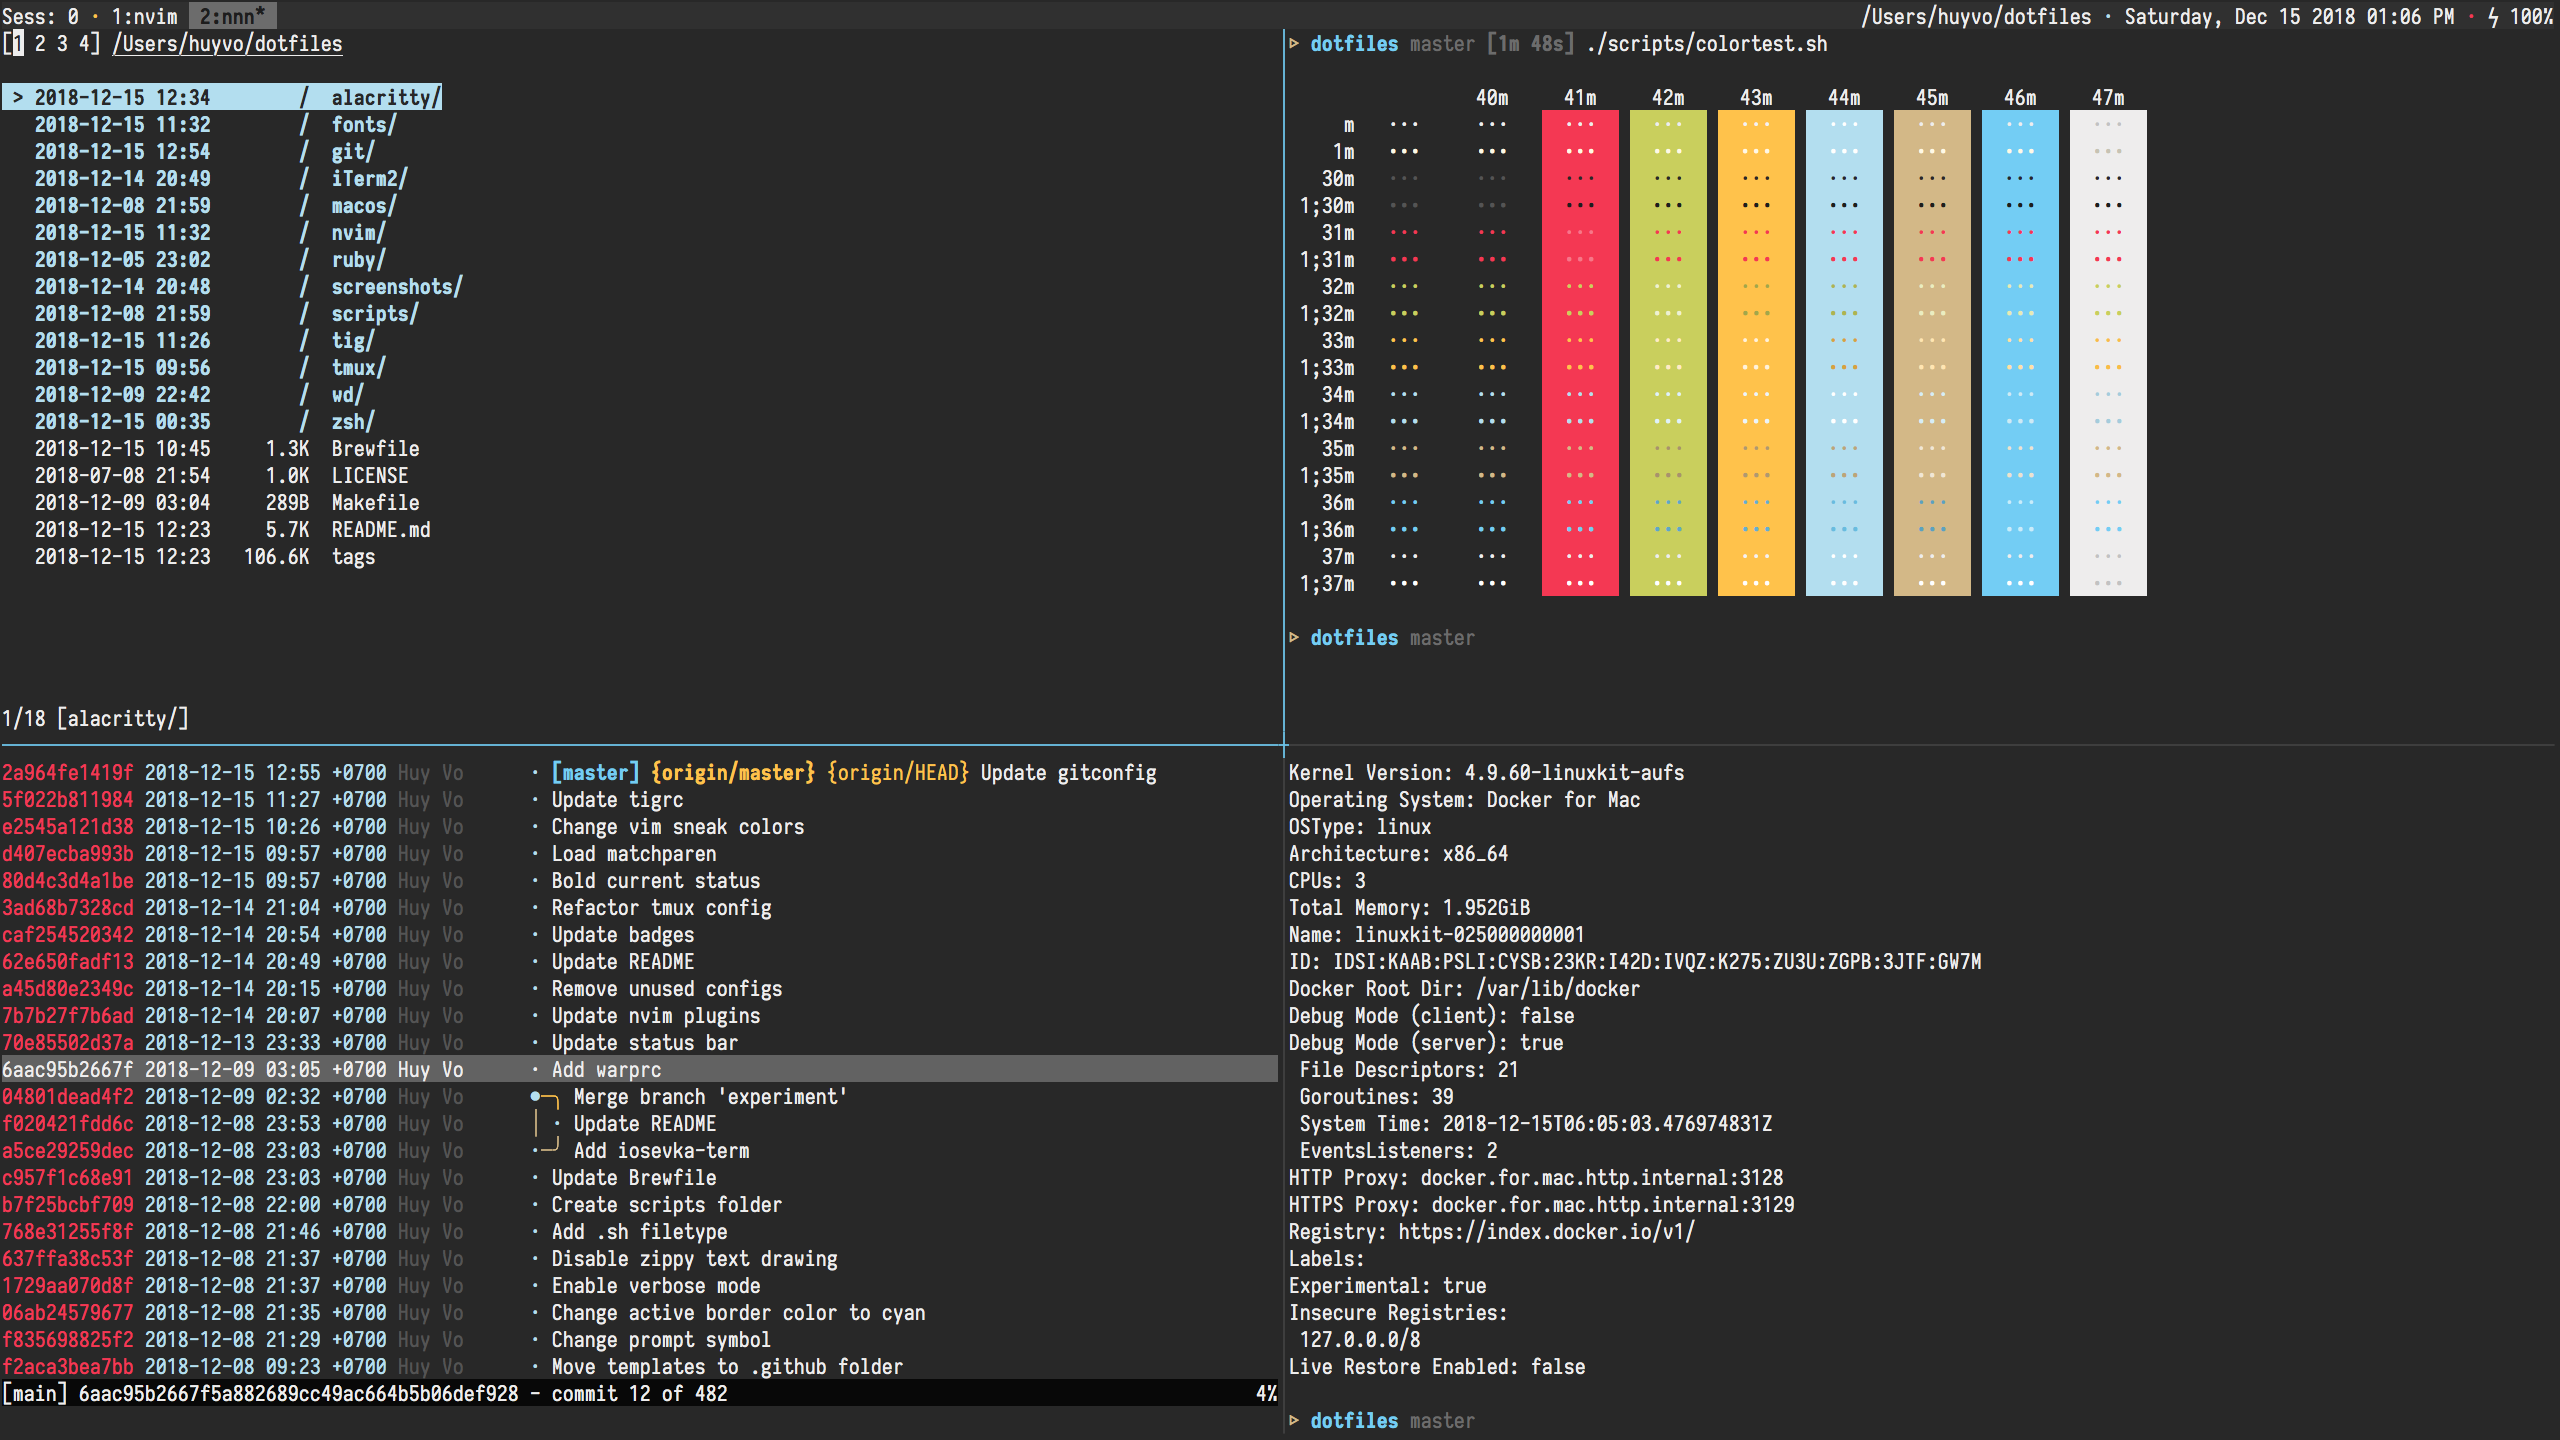 Sess: 0 · 1:nvim 2:nnn* /Users/huyvo/dotfiles · Saturday, Dec 15 2018 01:06 PM · ϟ 100%
[1 2 3 4] /Users/huyvo/dotfiles
> 2018-12-15 12:34 / alacritty/
2018-12-15 11:32 / fonts/
2018-12-15 12:54 / git/
2018-12-14 20:49 / iTerm2/
2018-12-08 21:59 / macos/
2018-12-15 11:32 / nvim/
2018-12-05 23:02 / ruby/
2018-12-14 20:48 / screenshots/
2018-12-08 21:59 / scripts/
2018-12-15 11:26 / tig/
2018-12-15 09:56 / tmux/
2018-12-09 22:42 / wd/
2018-12-15 00:35 / zsh/
2018-12-15 10:45 1.3K Brewfile
2018-07-08 21:54 1.0K LICENSE
2018-12-09 03:04 289B Makefile
2018-12-15 12:23 5.7K README.md
2018-12-15 12:23 106.6K tags
1/18 [alacritty/]
▹ dotfiles master [1m 48s] ./scripts/colortest.sh
40m 41m 42m 43m 44m 45m 46m 47m
m ··· ··· ··· ··· ··· ··· ··· ··· ···
1m ··· ··· ··· ··· ··· ··· ··· ··· ···
30m ··· ··· ··· ··· ··· ··· ··· ··· ···
1;30m ··· ··· ··· ··· ··· ··· ··· ··· ···
31m ··· ··· ··· ··· ··· ··· ··· ··· ···
1;31m ··· ··· ··· ··· ··· ··· ··· ··· ···
32m ··· ··· ··· ··· ··· ··· ··· ··· ···
1;32m ··· ··· ··· ··· ··· ··· ··· ··· ···
33m ··· ··· ··· ··· ··· ··· ··· ··· ···
1;33m ··· ··· ··· ··· ··· ··· ··· ··· ···
34m ··· ··· ··· ··· ··· ··· ··· ··· ···
1;34m ··· ··· ··· ··· ··· ··· ··· ··· ···
35m ··· ··· ··· ··· ··· ··· ··· ··· ···
1;35m ··· ··· ··· ··· ··· ··· ··· ··· ···
36m ··· ··· ··· ··· ··· ··· ··· ··· ···
1;36m ··· ··· ··· ··· ··· ··· ··· ··· ···
37m ··· ··· ··· ··· ··· ··· ··· ··· ···
1;37m ··· ··· ··· ··· ··· ··· ··· ··· ···
▹ dotfiles master
2a964fe1419f 2018-12-15 12:55 +0700 Huy Vo · [master] {origin/master} {origin/HEAD} Update gitconfig
5f022b811984 2018-12-15 11:27 +0700 Huy Vo · Update tigrc
e2545a121d38 2018-12-15 10:26 +0700 Huy Vo · Change vim sneak colors
d407ecba993b 2018-12-15 09:57 +0700 Huy Vo · Load matchparen
80d4c3d4a1be 2018-12-15 09:57 +0700 Huy Vo · Bold current status
3ad68b7328cd 2018-12-14 21:04 +0700 Huy Vo · Refactor tmux config
caf254520342 2018-12-14 20:54 +0700 Huy Vo · Update badges
62e650fadf13 2018-12-14 20:49 +0700 Huy Vo · Update README
a45d80e2349c 2018-12-14 20:15 +0700 Huy Vo · Remove unused configs
7b7b27f7b6ad 2018-12-14 20:07 +0700 Huy Vo · Update nvim plugins
70e85502d37a 2018-12-13 23:33 +0700 Huy Vo · Update status bar
6aac95b2667f 2018-12-09 03:05 +0700 Huy Vo · Add warprc
04801dead4f2 2018-12-09 02:32 +0700 Huy Vo ●─╮ Merge branch 'experiment'
f020421fdd6c 2018-12-08 23:53 +0700 Huy Vo │ · Update README
a5ce29259dec 2018-12-08 23:03 +0700 Huy Vo ·─╯ Add iosevka-term
c957f1c68e91 2018-12-08 23:03 +0700 Huy Vo · Update Brewfile
b7f25bcbf709 2018-12-08 22:00 +0700 Huy Vo · Create scripts folder
768e31255f8f 2018-12-08 21:46 +0700 Huy Vo · Add .sh filetype
637ffa38c53f 2018-12-08 21:37 +0700 Huy Vo · Disable zippy text drawing
1729aa070d8f 2018-12-08 21:37 +0700 Huy Vo · Enable verbose mode
06ab24579677 2018-12-08 21:35 +0700 Huy Vo · Change active border color to cyan
f835698825f2 2018-12-08 21:29 +0700 Huy Vo · Change prompt symbol
f2aca3bea7bb 2018-12-08 09:23 +0700 Huy Vo · Move templates to .github folder
[main] 6aac95b2667f5a882689cc49ac664b5b06def928 - commit 12 of 482 4%
Kernel Version: 4.9.60-linuxkit-aufs
Operating System: Docker for Mac
OSType: linux
Architecture: x86_64
CPUs: 3
Total Memory: 1.952GiB
Name: linuxkit-025000000001
ID: IDSI:KAAB:PSLI:CYSB:23KR:I42D:IVQZ:K275:ZU3U:ZGPB:3JTF:GW7M
Docker Root Dir: /var/lib/docker
Debug Mode (client): false
Debug Mode (server): true
File Descriptors: 21
Goroutines: 39
System Time: 2018-12-15T06:05:03.476974831Z
EventsListeners: 2
HTTP Proxy: docker.for.mac.http.internal:3128
HTTPS Proxy: docker.for.mac.http.internal:3129
Registry: https://index.docker.io/v1/
Labels:
Experimental: true
Insecure Registries:
127.0.0.0/8
Live Restore Enabled: false
▹ dotfiles master